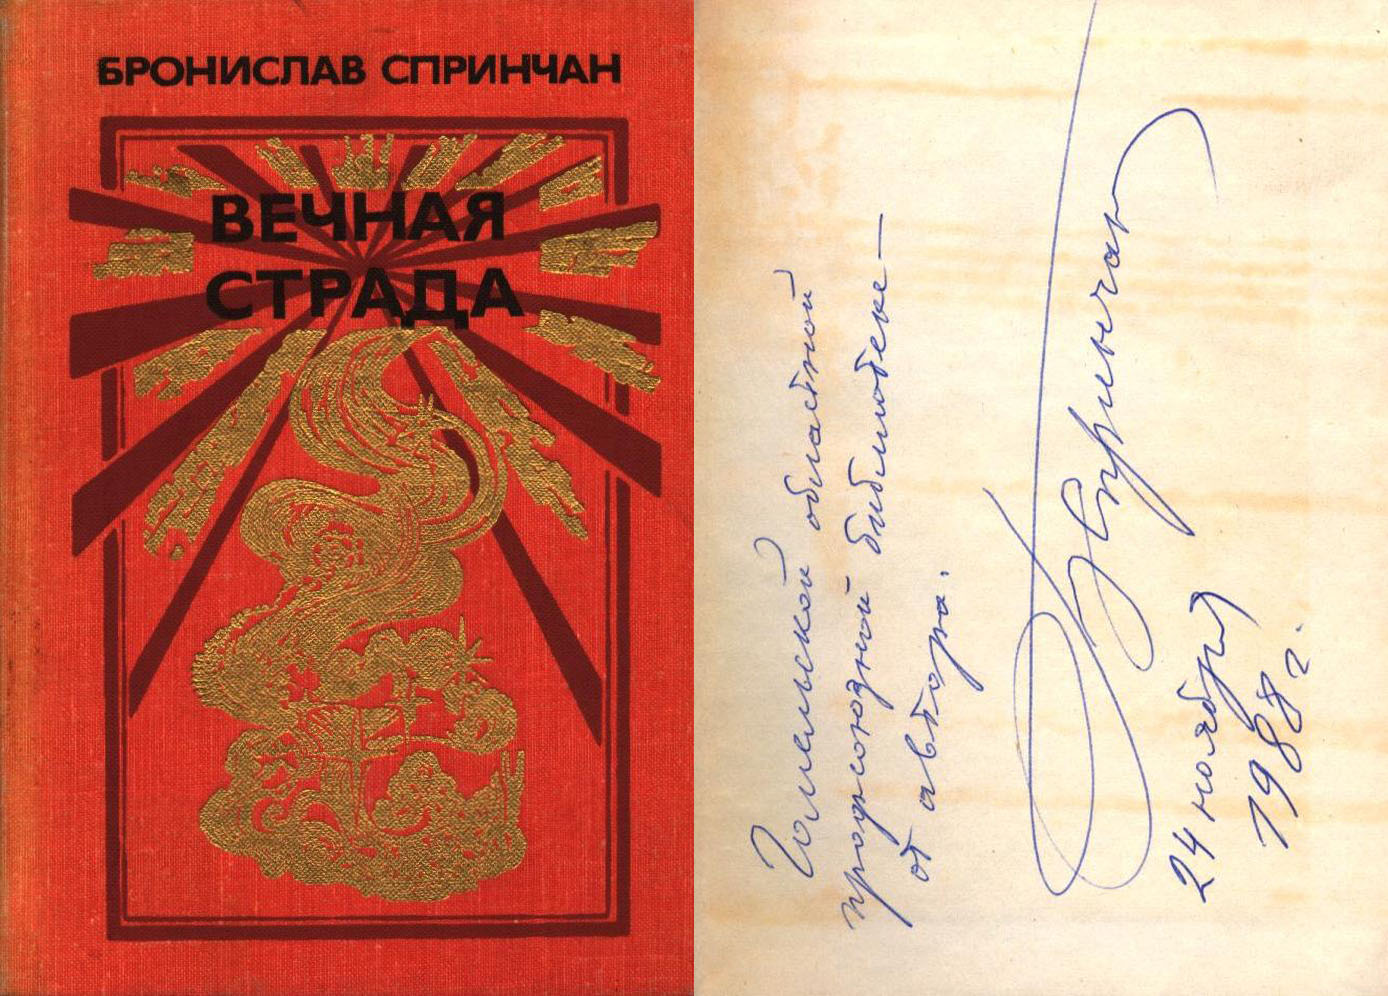 БРОНИСЛАВ СПРИНЧАН
ВЕЧНАЯ
СТРАДА
Гомельской областной
профсоюзной библиотеке —
от автора.
Спринчан
24 ноября
1988 г.